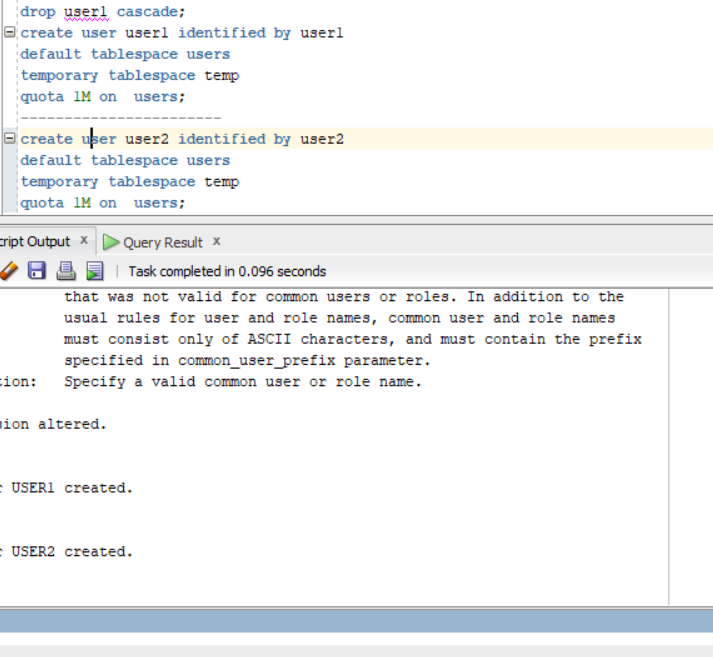 drop user1 cascade;
create user user1 identified by user1
default tablespace users
temporary tablespace temp
quota 1M on  users;
-----------------------
create user user2 identified by user2
default tablespace users
temporary tablespace temp
quota 1M on  users;
cript Output x Query Result x
Task completed in 0.096 seconds
that was not valid for common users or roles. In addition to the
usual rules for user and role names, common user and role names
must consist only of ASCII characters, and must contain the prefix
specified in common_user_prefix parameter.
tion:   Specify a valid common user or role name.
sion altered.
r USER1 created.
r USER2 created.